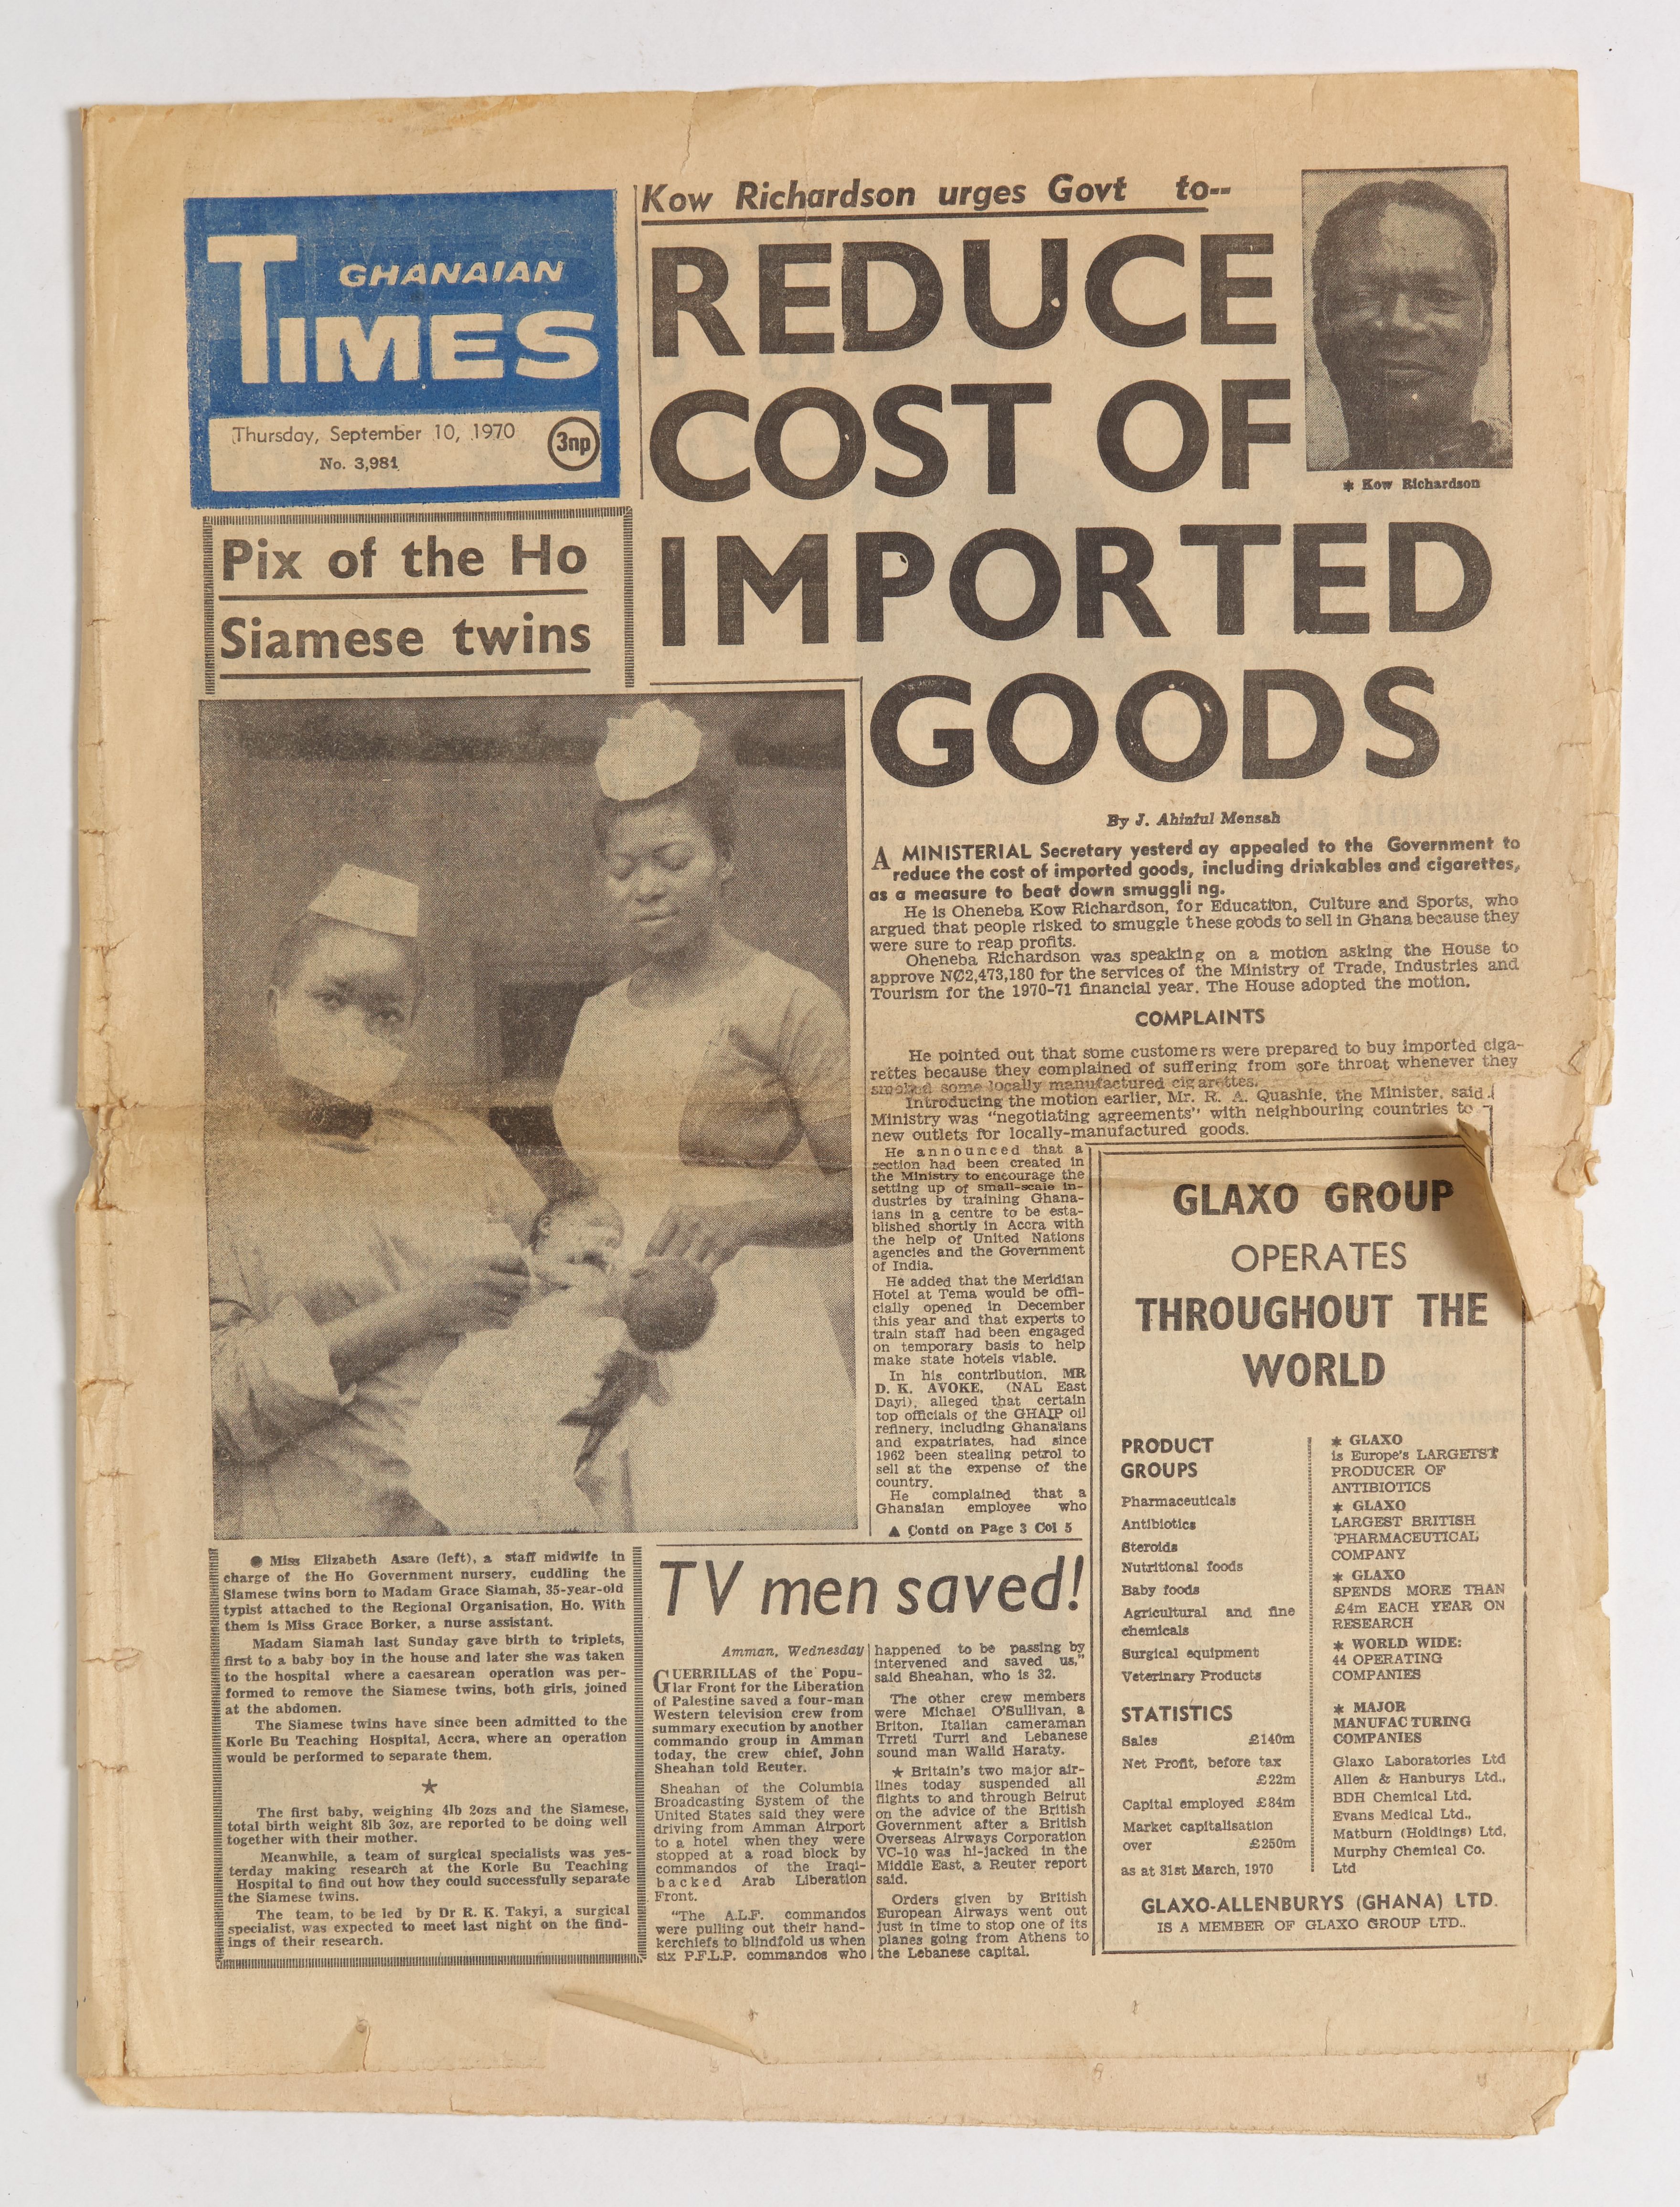 GHANAIAN
TIMES
Thursday, September 10, 1970
No. 3,981
3np
Kow Richardson urges Govt to--
REDUCE
COST OF
IMPORTED
GOODS
* Kow Richardson
Pix of the Ho
Siamese twins
By J. Ahinful Mensah
A MINISTERIAL Secretary yesterd ay appealed to the Government to
reduce the cost of imported goods, including drinkables and cigarettes,
as a measure to beat down smuggli ng.
He is Oheneba Kow Richardson, for Education, Culture and Sports, who
argued that people risked to smuggle these goods to sell in Ghana because they
were sure to reap profits.
Oheneba Richardson was speaking on a motion asking the House to
approve N₵2,473,180 for the services of the Ministry of Trade, Industries and
Tourism for the 1970-71 financial year. The House adopted the motion.
COMPLAINTS
He pointed out that some customers were prepared to buy imported ciga-
rettes because they complained of suffering from sore throat whenever they
smoked some locally manufactured cigarettes.
Introducing the motion earlier, Mr. R. A. Quashie, the Minister, said
Ministry was "negotiating agreements" with neighbouring countries to
new outlets for locally-manufactured goods.
He announced that a
section had been created in
the Ministry to encourage the
setting up of small-scale in-
dustries by training Ghana-
ians in a centre to be esta-
blished shortly in Accra with
the help of United Nations
agencies and the Government
of India.
He added that the Meridian
Hotel at Tema would be offi-
cially opened in December
this year and that experts to
train staff had been engaged
on temporary basis to help
make state hotels viable.
In his contribution, MR
D. K. AVOKE, (NAL East
Dayi), alleged that certain
top officials of the GHAIP oil
refinery, including Ghanaians
and expatriates, had since
1962 been stealing petrol to
sell at the expense of the
country.
He complained that a
Ghanaian employee who
▲ Contd on Page 3 Col 5
● Miss Elizabeth Asare (left), a staff midwife in
charge of the Ho Government nursery, cuddling the
Siamese twins born to Madam Grace Siamah, 35-year-old
typist attached to the Regional Organisation, Ho. With
them is Miss Grace Borker, a nurse assistant.
Madam Siamah last Sunday gave birth to triplets,
first to a baby boy in the house and later she was taken
to the hospital where a caesarean operation was per-
formed to remove the Siamese twins, both girls, joined
at the abdomen.
The Siamese twins have since been admitted to the
Korle Bu Teaching Hospital, Accra, where an operation
would be performed to separate them.
★
The first baby, weighing 4lb 2ozs and the Siamese,
total birth weight 8lb 3oz, are reported to be doing well
together with their mother.
Meanwhile, a team of surgical specialists was yes-
terday making research at the Korle Bu Teaching
Hospital to find out how they could successfully separate
the Siamese twins.
The team, to be led by Dr R. K. Takyi, a surgical
specialist, was expected to meet last night on the find-
ings of their research.
TV men saved!
Amman, Wednesday
GUERRILLAS of the Popu-
lar Front for the Liberation
of Palestine saved a four-man
Western television crew from
summary execution by another
commando group in Amman
today, the crew chief, John
Sheahan told Reuter.
Sheahan of the Columbia
Broadcasting System of the
United States said they were
driving from Amman Airport
to a hotel when they were
stopped at a road block by
commandos of the Iraqi-
backed Arab Liberation
Front.
"The A.L.F. commandos
were pulling out their hand-
kerchiefs to blindfold us when
six P.F.L.P. commandos who
happened to be passing by
intervened and saved us,"
said Sheahan, who is 32.
The other crew members
were Michael O'Sullivan, a
Briton, Italian cameraman
Trreti Turri and Lebanese
sound man Walid Haraty.
★ Britain's two major air-
lines today suspended all
flights to and through Beirut
on the advice of the British
Government after a British
Overseas Airways Corporation
VC-10 was hi-jacked in the
Middle East, a Reuter report
said.
Orders given by British
European Airways went out
just in time to stop one of its
planes going from Athens to
the Lebanese capital.
GLAXO GROUP
OPERATES
THROUGHOUT THE
WORLD
PRODUCT
GROUPS
Pharmaceuticals
Antibiotics
Steroids
Nutritional foods
Baby foods
Agricultural and fine
chemicals
Surgical equipment
Veterinary Products
STATISTICS
Sales £140m
Net Profit, before tax
£22m
Capital employed £84m
Market capitalisation
over £250m
as at 31st March, 1970
* GLAXO
is Europe's LARGETST
PRODUCER OF
ANTIBIOTICS
* GLAXO
LARGEST BRITISH
PHARMACEUTICAL
COMPANY
* GLAXO
SPENDS MORE THAN
£4m EACH YEAR ON
RESEARCH
* WORLD WIDE:
44 OPERATING
COMPANIES
* MAJOR
MANUFAC TURING
COMPANIES
Glaxo Laboratories Ltd
Allen & Hanburys Ltd.,
BDH Chemical Ltd,
Evans Medical Ltd.,
Matburn (Holdings) Ltd,
Murphy Chemical Co.
Ltd
GLAXO-ALLENBURYS (GHANA) LTD.
IS A MEMBER OF GLAXO GROUP LTD..